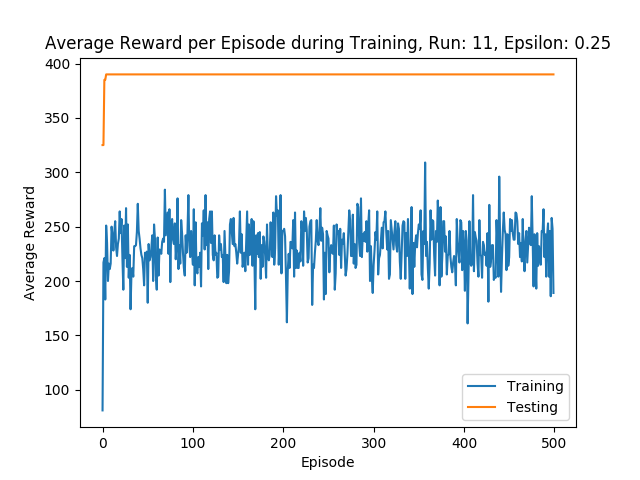 Average Reward per Episode during Training, Run: 11, Epsilon: 0.25
400
350
300
250
200
150
100
Average Reward
0
100
200
300
400
500
Episode
Training
Testing